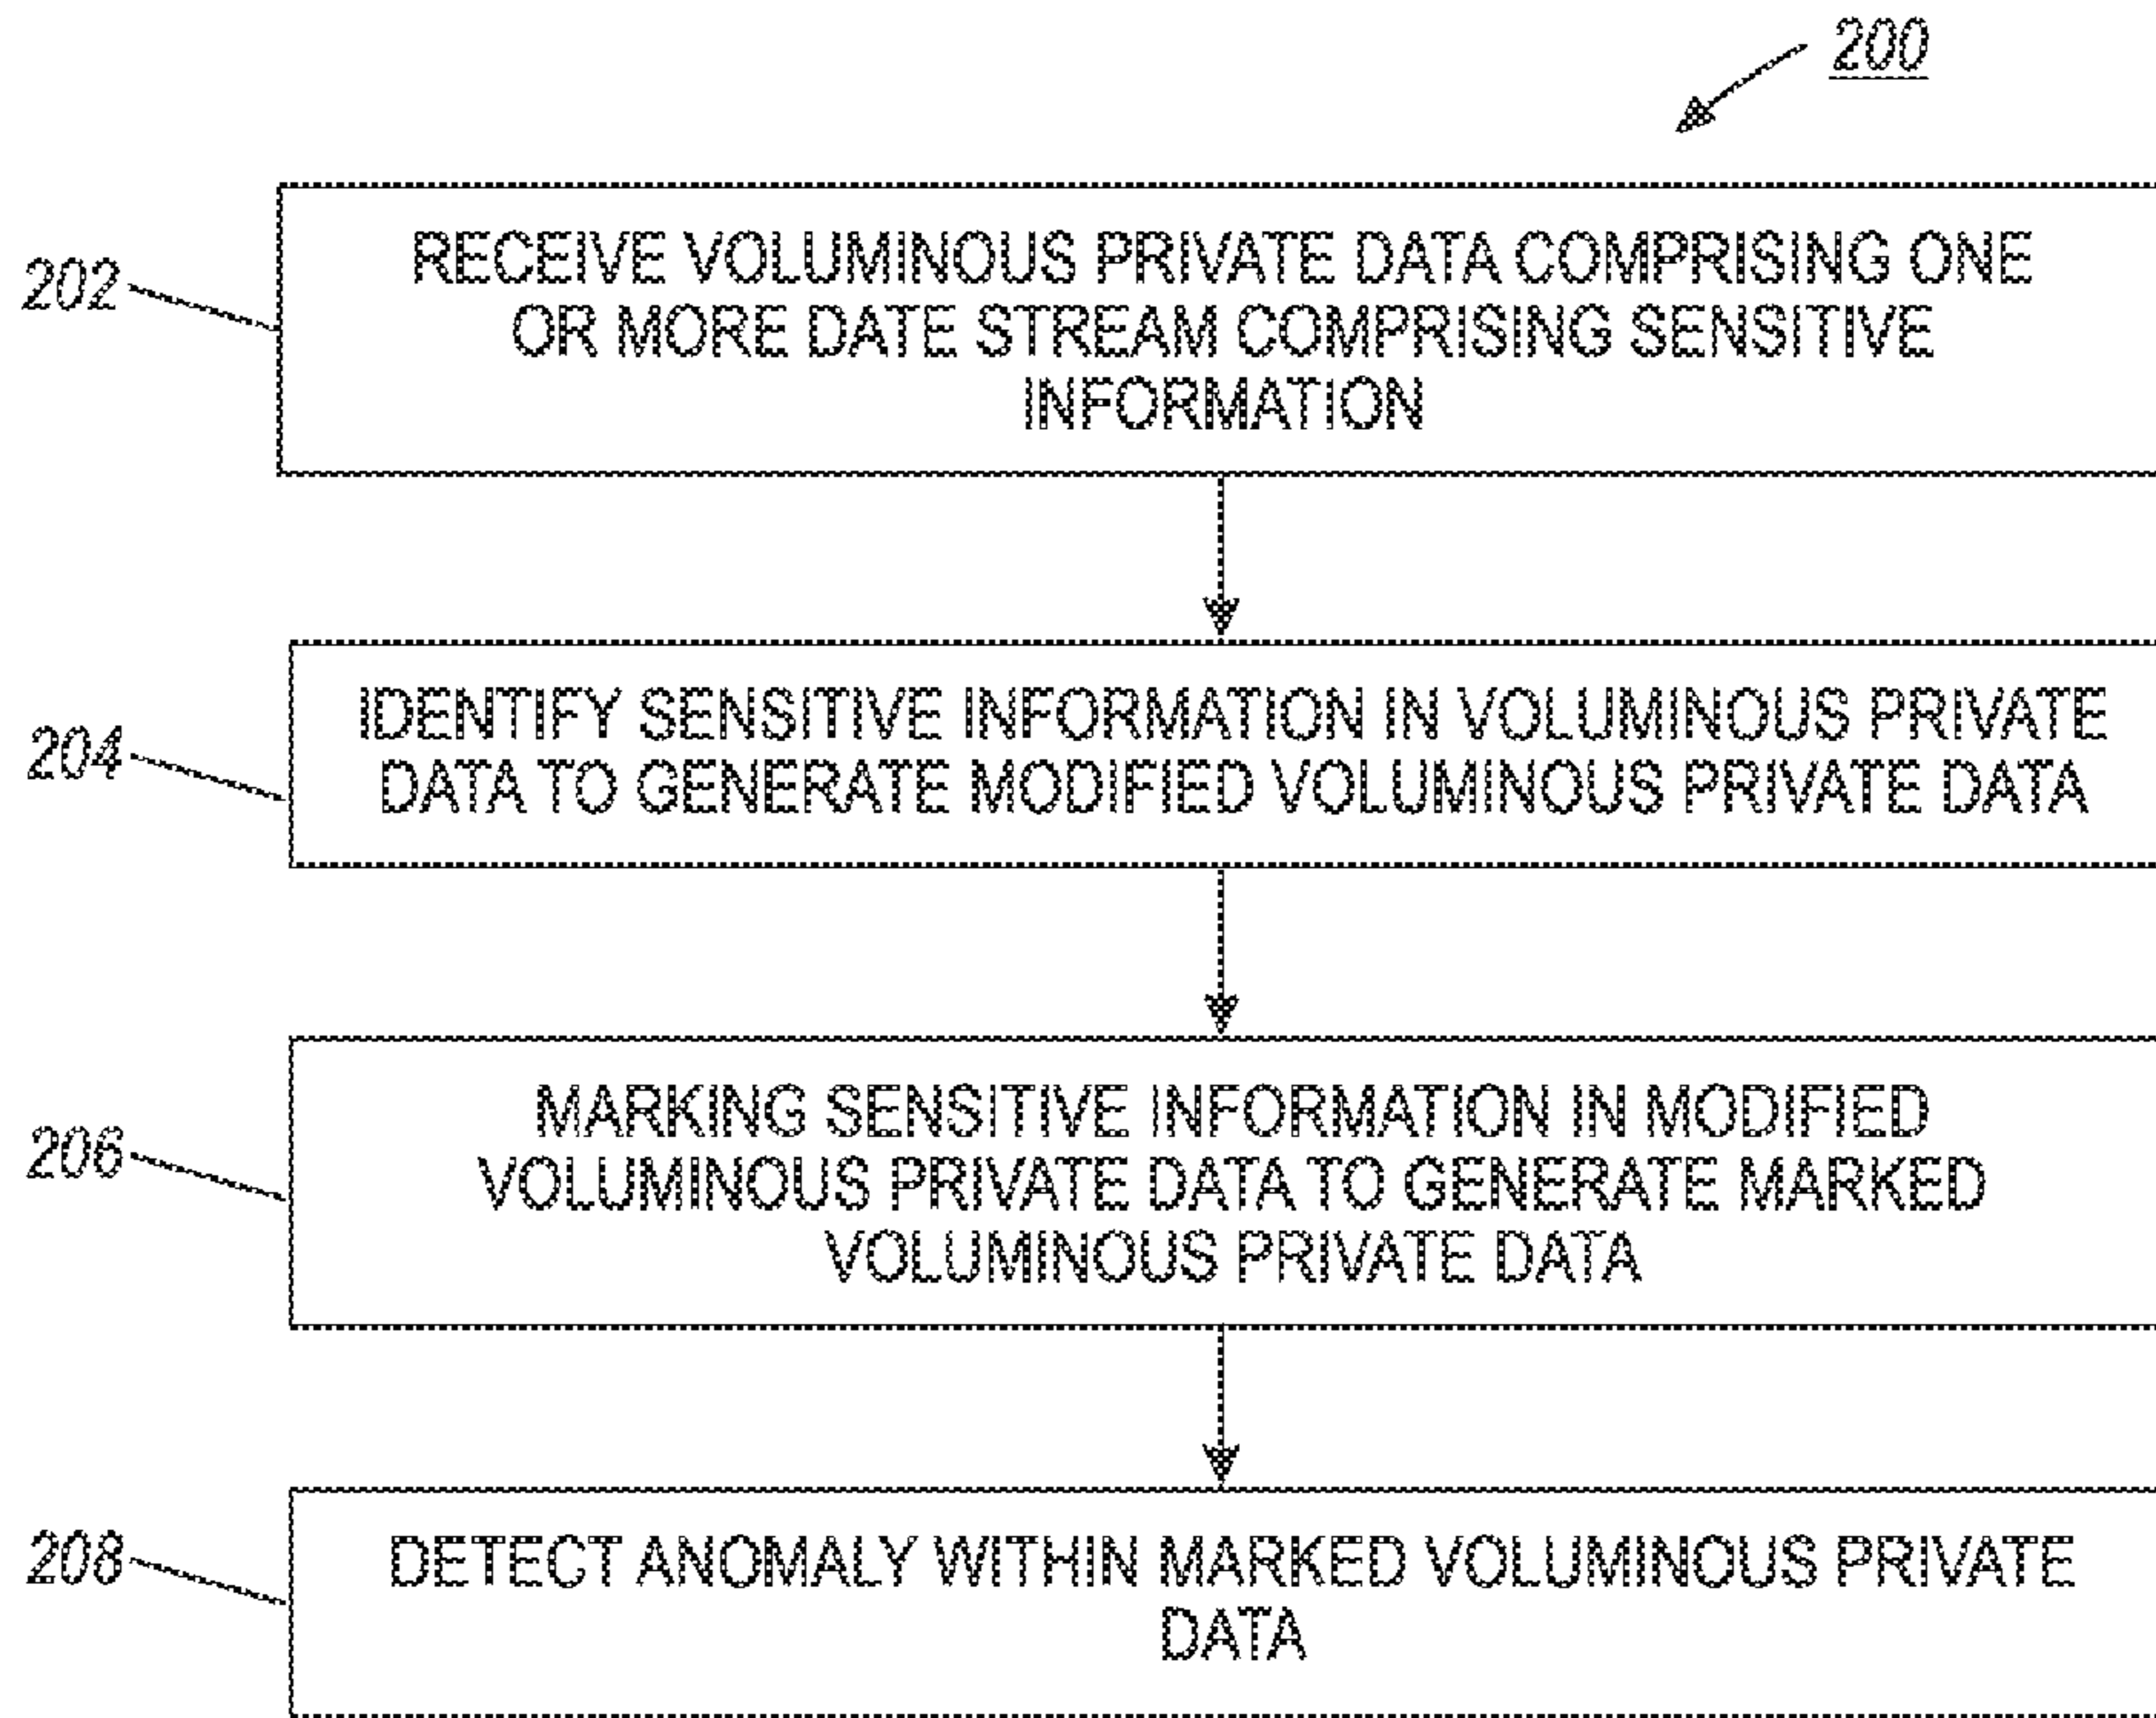 200
202
RECEIVE VOLUMINOUS PRIVATE DATA COMPRISING ONE
OR MORE DATE STREAM COMPRISING SENSITIVE
INFORMATION
204
IDENTIFY SENSITIVE INFORMATION IN VOLUMINOUS PRIVATE
DATA TO GENERATE MODIFIED VOLUMINOUS PRIVATE DATA
206
MARKING SENSITIVE INFORMATION IN MODIFIED
VOLUMINOUS PRIVATE DATA TO GENERATE MARKED
VOLUMINOUS PRIVATE DATA
208
DETECT ANOMALY WITHIN MARKED VOLUMINOUS PRIVATE
DATA